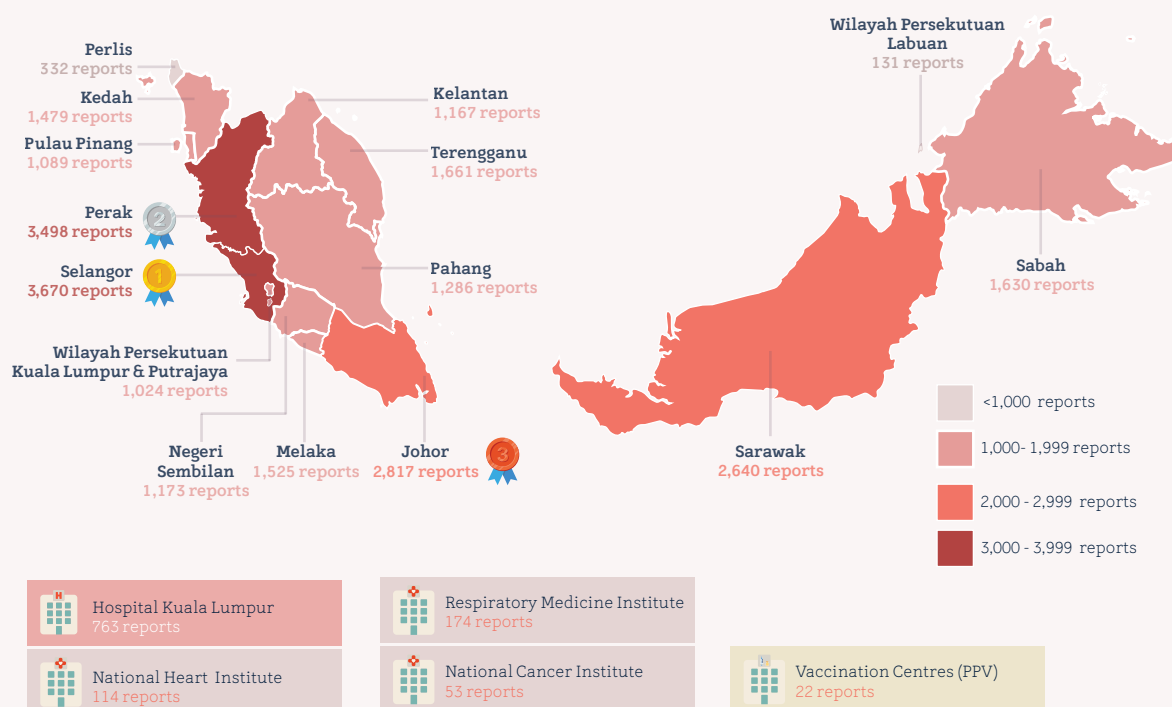 Perlis
332 reports
Kedah
1,479 reports
Pulau Pinang
1,089 reports
Perak
3,498 reports
2
Selangor
3,670 reports
1
Wilayah Persekutuan
Kuala Lumpur & Putrajaya
1,024 reports
Negeri
Sembilan
1,173 reports
Melaka
1,525 reports
Johor
2,817 reports
3
Kelantan
1,167 reports
Terengganu
1,661 reports
Pahang
1,286 reports
Wilayah Persekutuan
Labuan
131 reports
Sabah
1,630 reports
Sarawak
2,640 reports
<1,000 reports
1,000- 1,999 reports
2,000 - 2,999 reports
3,000 - 3,999 reports
H
Hospital Kuala Lumpur
763 reports
National Heart Institute
114 reports
Respiratory Medicine Institute
174 reports
National Cancer Institute
53 reports
Vaccination Centres (PPV)
22 reports